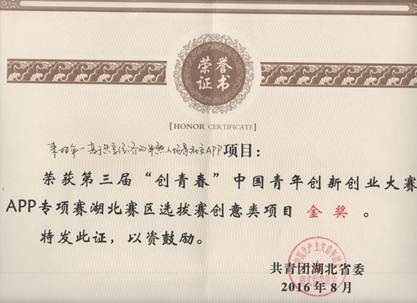 荣誉
证书
[HONOR CERTIFICATE]
APP项目：
荣获第三届“创青春”中国青年创新创业大赛
APP专项赛湖北赛区选拔赛创意类项目 金奖 。
特发此证，以资鼓励。
共青团湖北省委
2016年8月